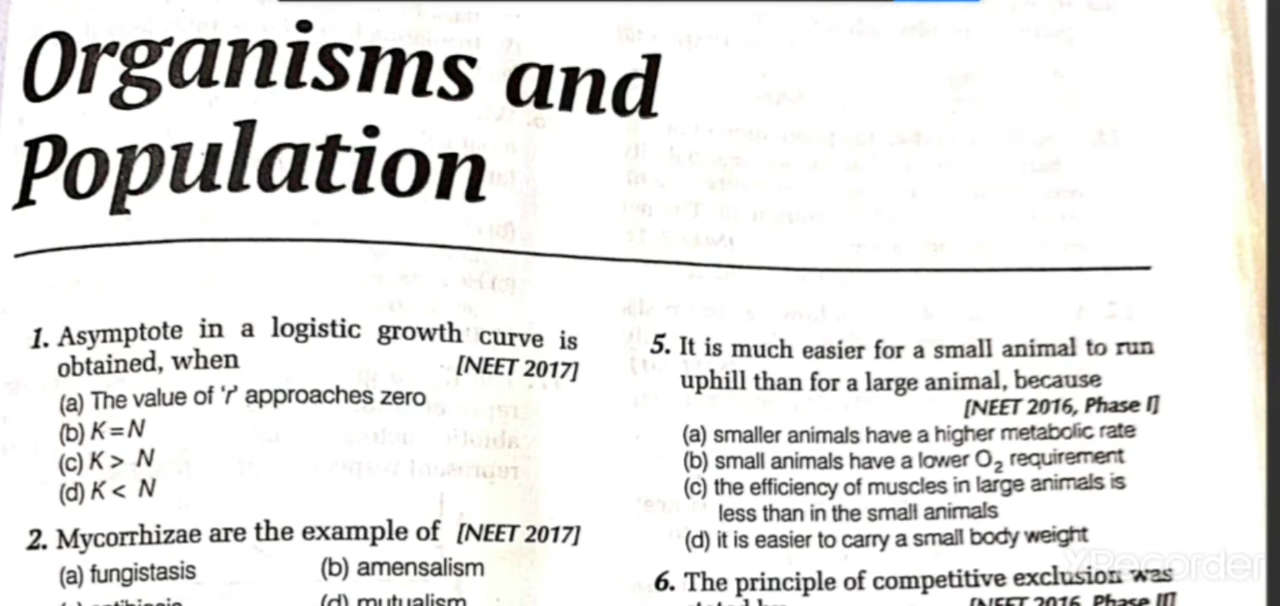 Organisms and
Population
1. Asymptote in a logistic growth curve is
obtained, when [NEET 2017]
(a) The value of 'r' approaches zero
(b) K=N
(c) K > N
(d) K < N
2. Mycorrhizae are the example of [NEET 2017]
(a) fungistasis (b) amensalism
(d) mutualism
5. It is much easier for a small animal to run
uphill than for a large animal, because
[NEET 2016, Phase I]
(a) smaller animals have a higher metabolic rate
(b) small animals have a lower O₂ requirement
(c) the efficiency of muscles in large animals is
less than in the small animals
(d) it is easier to carry a small body weight
6. The principle of competitive exclusion was
[NEET 2016, Phase II]
XRecorder